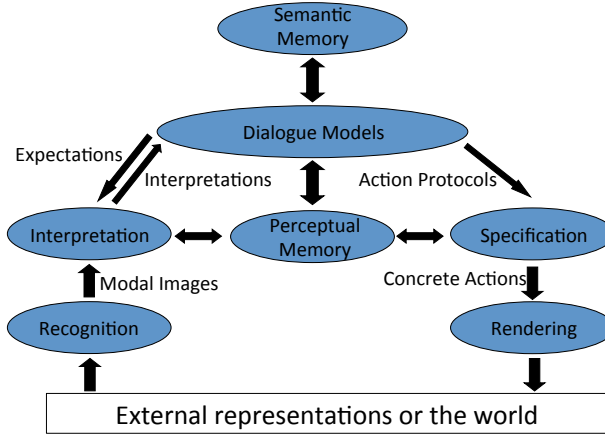 Semantic
Memory
Dialogue Models
Expectations
Interpretations
Action Protocols
Interpretation
Perceptual
Memory
Specification
Modal Images
Concrete Actions
Recognition
Rendering
External representations or the world